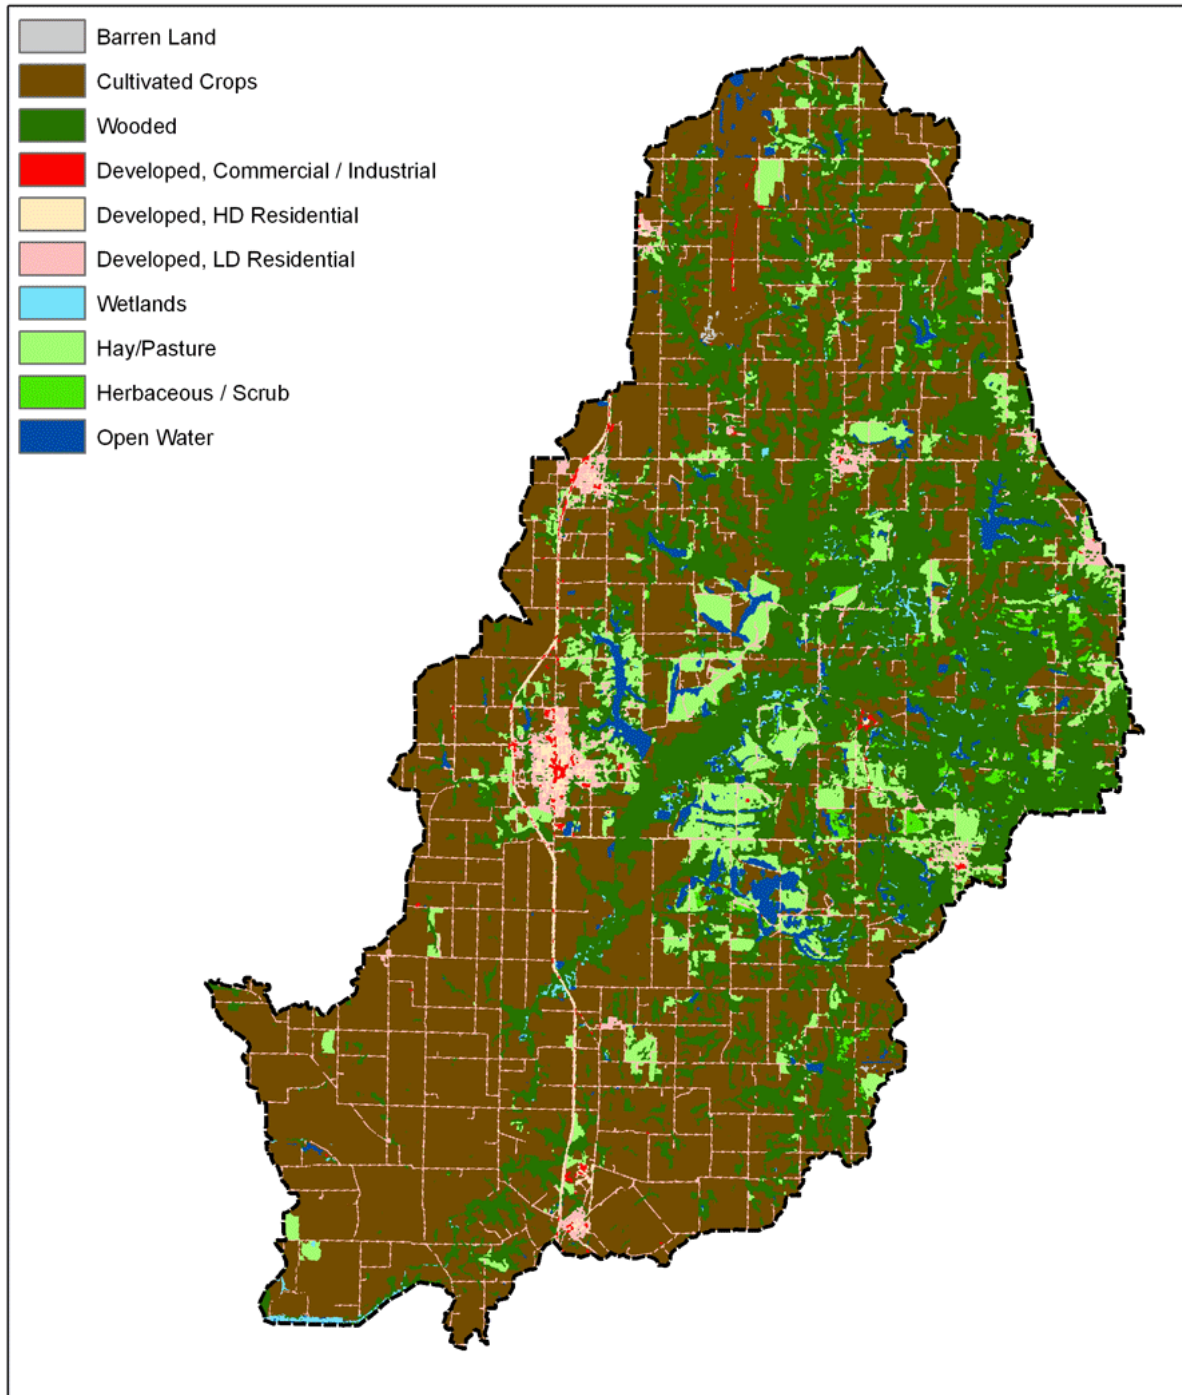 Barren Land
Cultivated Crops
Wooded
Developed, Commercial / Industrial
Developed, HD Residential
Developed, LD Residential
Wetlands
Hay/Pasture
Herbaceous / Scrub
Open Water